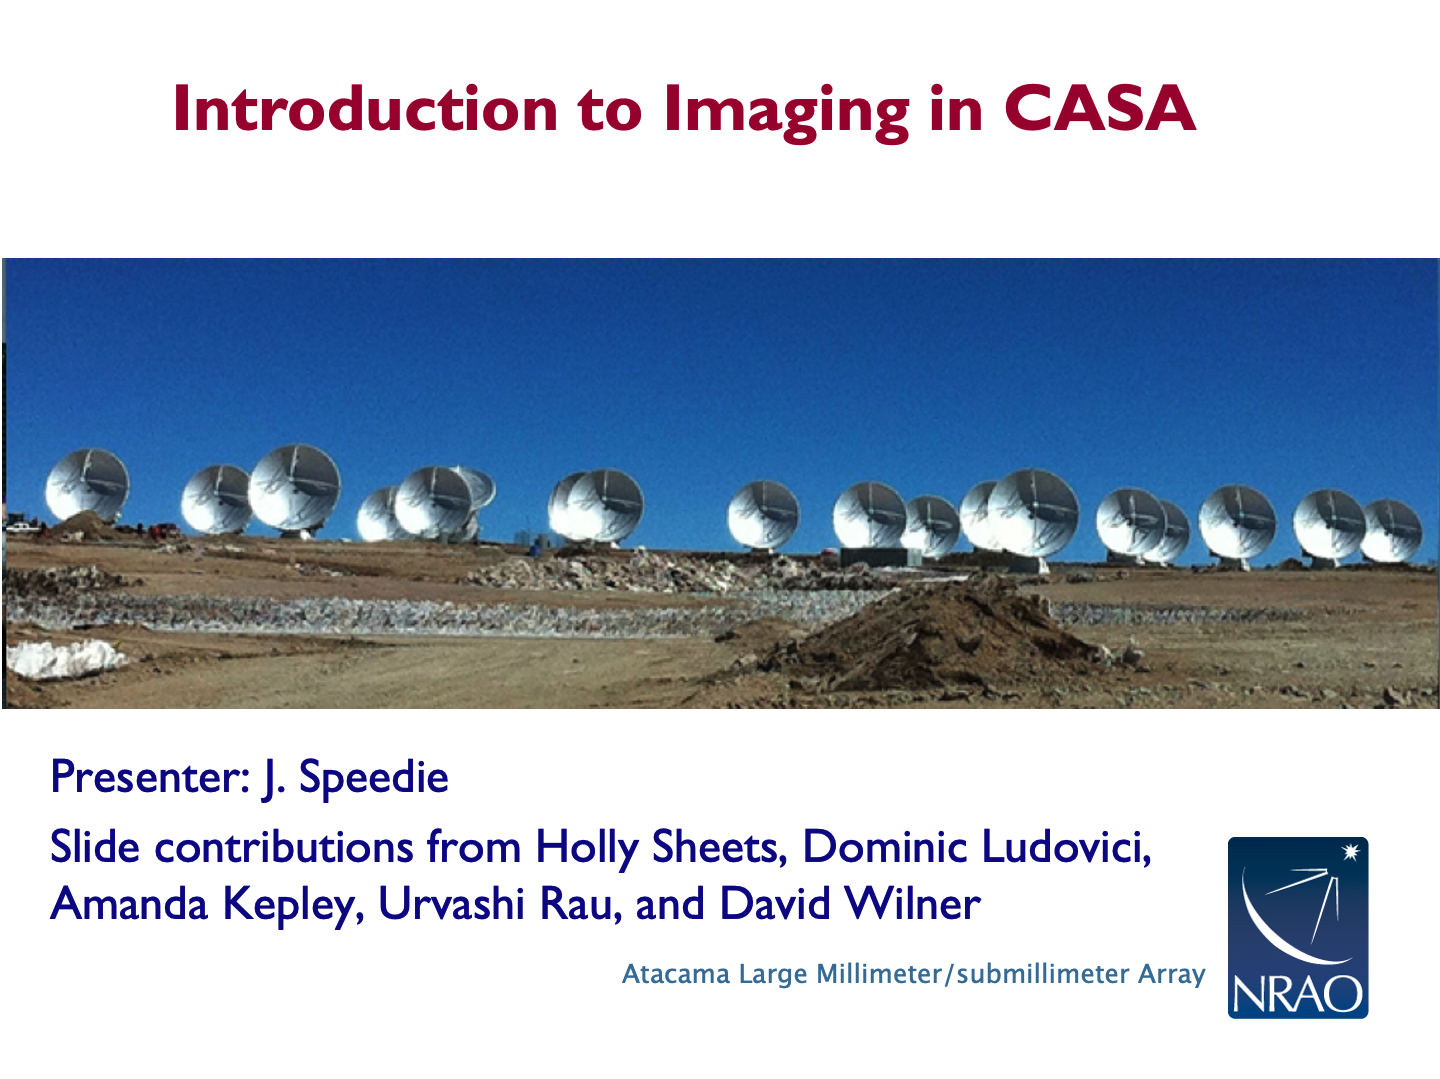 Introduction to Imaging in CASA
Presenter: J. Speedie
Slide contributions from Holly Sheets, Dominic Ludovici,
Amanda Kepley, Urvashi Rau, and David Wilner
Atacama Large Millimeter/submillimeter Array
NRAO